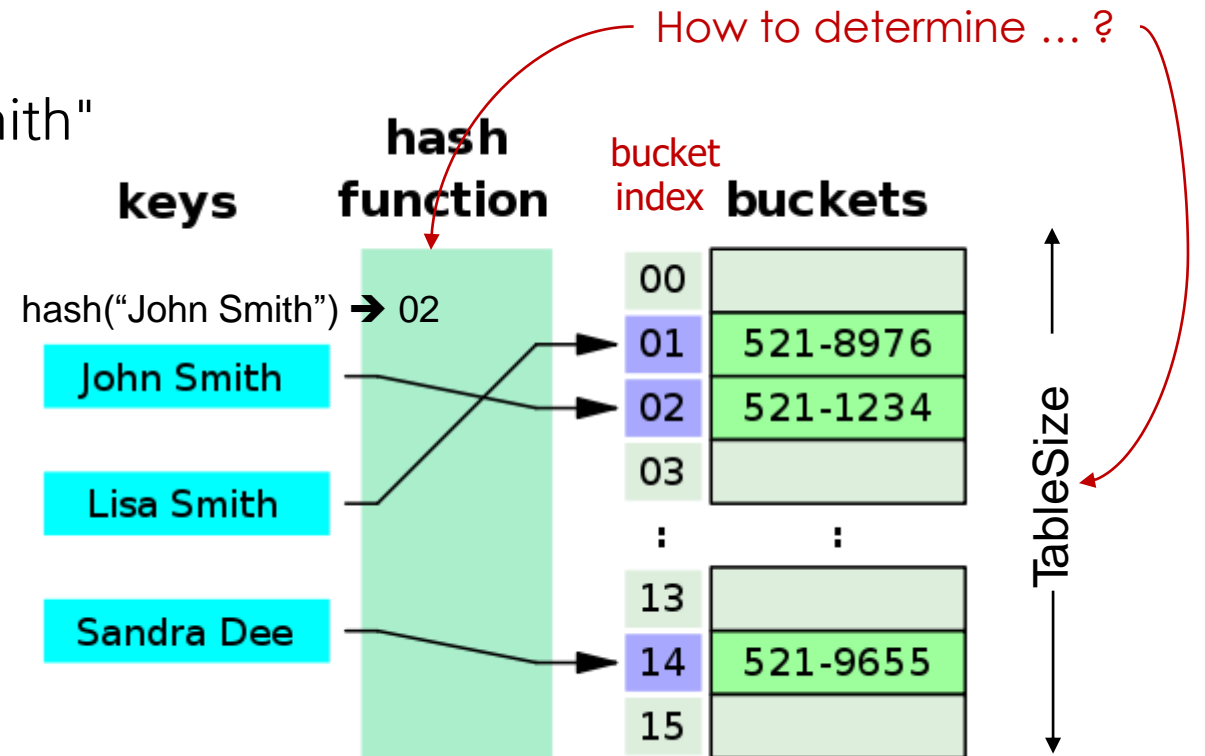 How to determine … ?
mith"
hash
function
keys
bucket
index
buckets
hash(“John Smith”) ➔ 02
John Smith
Lisa Smith
Sandra Dee
00
01 521-8976
02 521-1234
03
: :
13
14 521-9655
15
TableSize